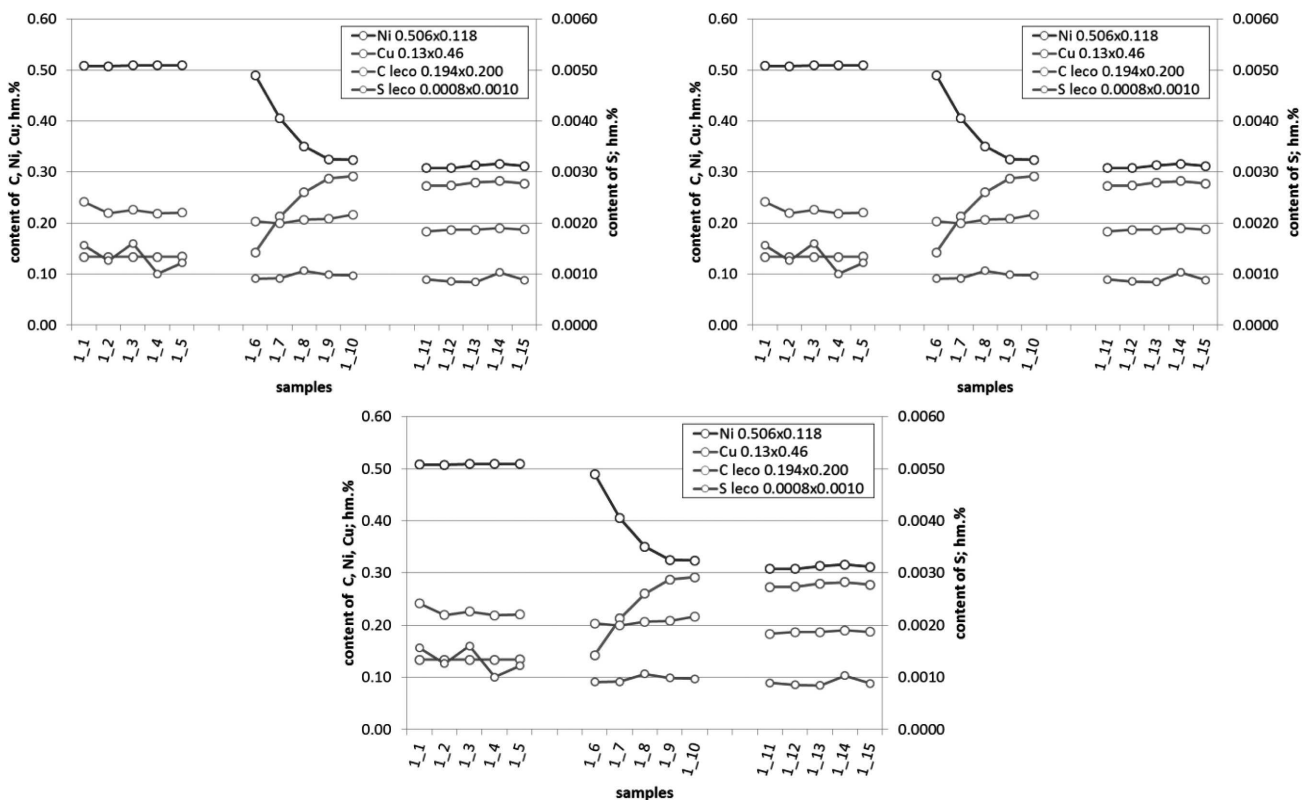 content of C, Ni, Cu; hm.%
0.60
0.50
0.40
0.30
0.20
0.10
0.00
Ni 0.506x0.118
Cu 0.13x0.46
C leco 0.194x0.200
S leco 0.0008x0.0010
0.0060
0.0050
0.0040
0.0030
0.0020
0.0010
0.0000
content of S; hm.%
1_1 1_2 1_3 1_4 1_5 1_6 1_7 1_8 1_9 1_10 1_11 1_12 1_13 1_14 1_15
samples
content of C, Ni, Cu; hm.%
0.60
0.50
0.40
0.30
0.20
0.10
0.00
Ni 0.506x0.118
Cu 0.13x0.46
C leco 0.194x0.200
S leco 0.0008x0.0010
0.0060
0.0050
0.0040
0.0030
0.0020
0.0010
0.0000
content of S; hm.%
1_1 1_2 1_3 1_4 1_5 1_6 1_7 1_8 1_9 1_10 1_11 1_12 1_13 1_14 1_15
samples
content of C, Ni, Cu; hm.%
0.60
0.50
0.40
0.30
0.20
0.10
0.00
Ni 0.506x0.118
Cu 0.13x0.46
C leco 0.194x0.200
S leco 0.0008x0.0010
0.0060
0.0050
0.0040
0.0030
0.0020
0.0010
0.0000
content of S; hm.%
1_1 1_2 1_3 1_4 1_5 1_6 1_7 1_8 1_9 1_10 1_11 1_12 1_13 1_14 1_15
samples